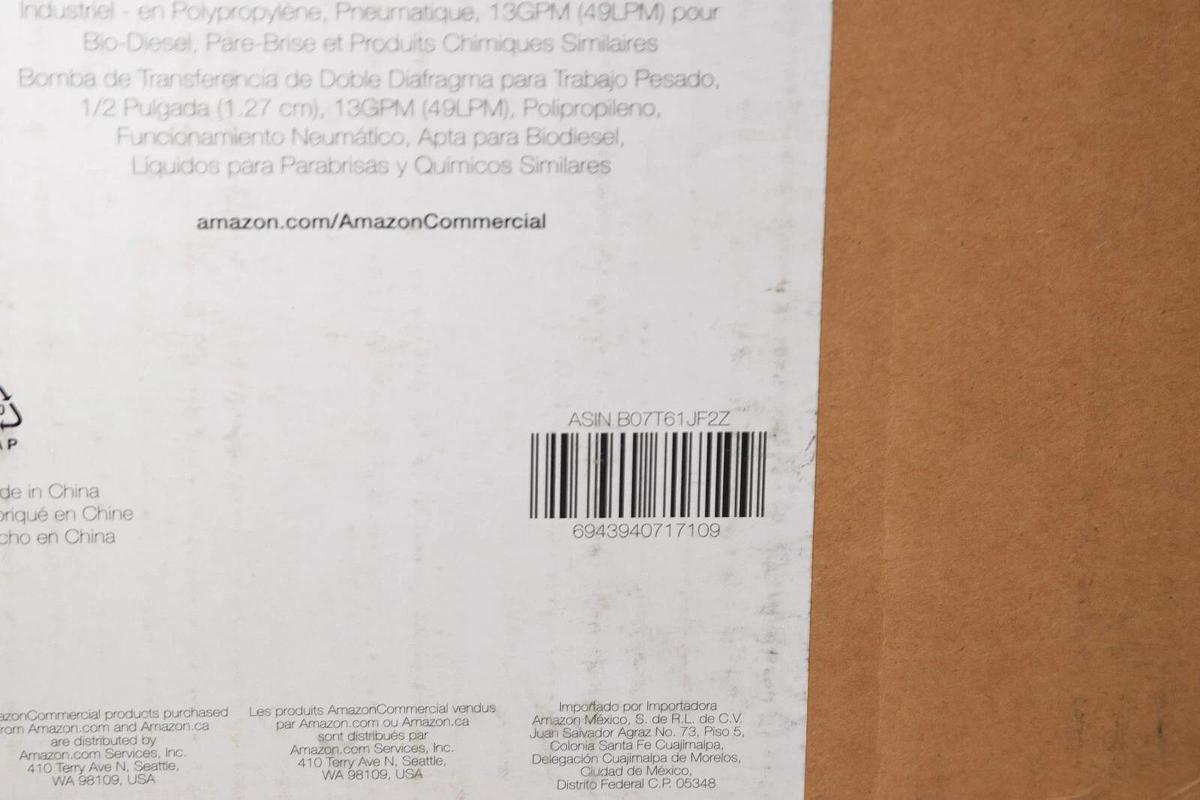 Industriel - en Polypropylène, Pneumatique, 13GPM (49LPM) pour
Bio-Diesel, Pare-Brise et Produits Chimiques Similaires
Bomba de Transferencia de Doble Diafragma para Trabajo Pesado,
1/2 Pulgada (1.27 cm), 13GPM (49LPM), Polipropileno,
Funcionamiento Neumático, Apta para Biodiesel,
Líquidos para Parabrisas y Químicos Similares
amazon.com/AmazonCommercial
AP
ASIN B07T61JF2Z
6943940717109
de in China
briqué en Chine
cho en China
azonCommercial products purchased
rom Amazon.com and Amazon.ca
are distributed by
Amazon.com Services, Inc.
410 Terry Ave N, Seattle,
WA 98109, USA
Les produits AmazonCommercial vendus
par Amazon.com ou Amazon.ca
sont distribués par
Amazon.com Services, Inc.
410 Terry Ave N, Seattle,
WA 98109, USA
Importado por Importadora
Amazon México, S. de R.L. de C.V.
Juan Salvador Agraz No. 73, Piso 5,
Colonia Santa Fe Cuajimalpa,
Delegación Cuajimalpa de Morelos,
Ciudad de México,
Distrito Federal C.P. 05348